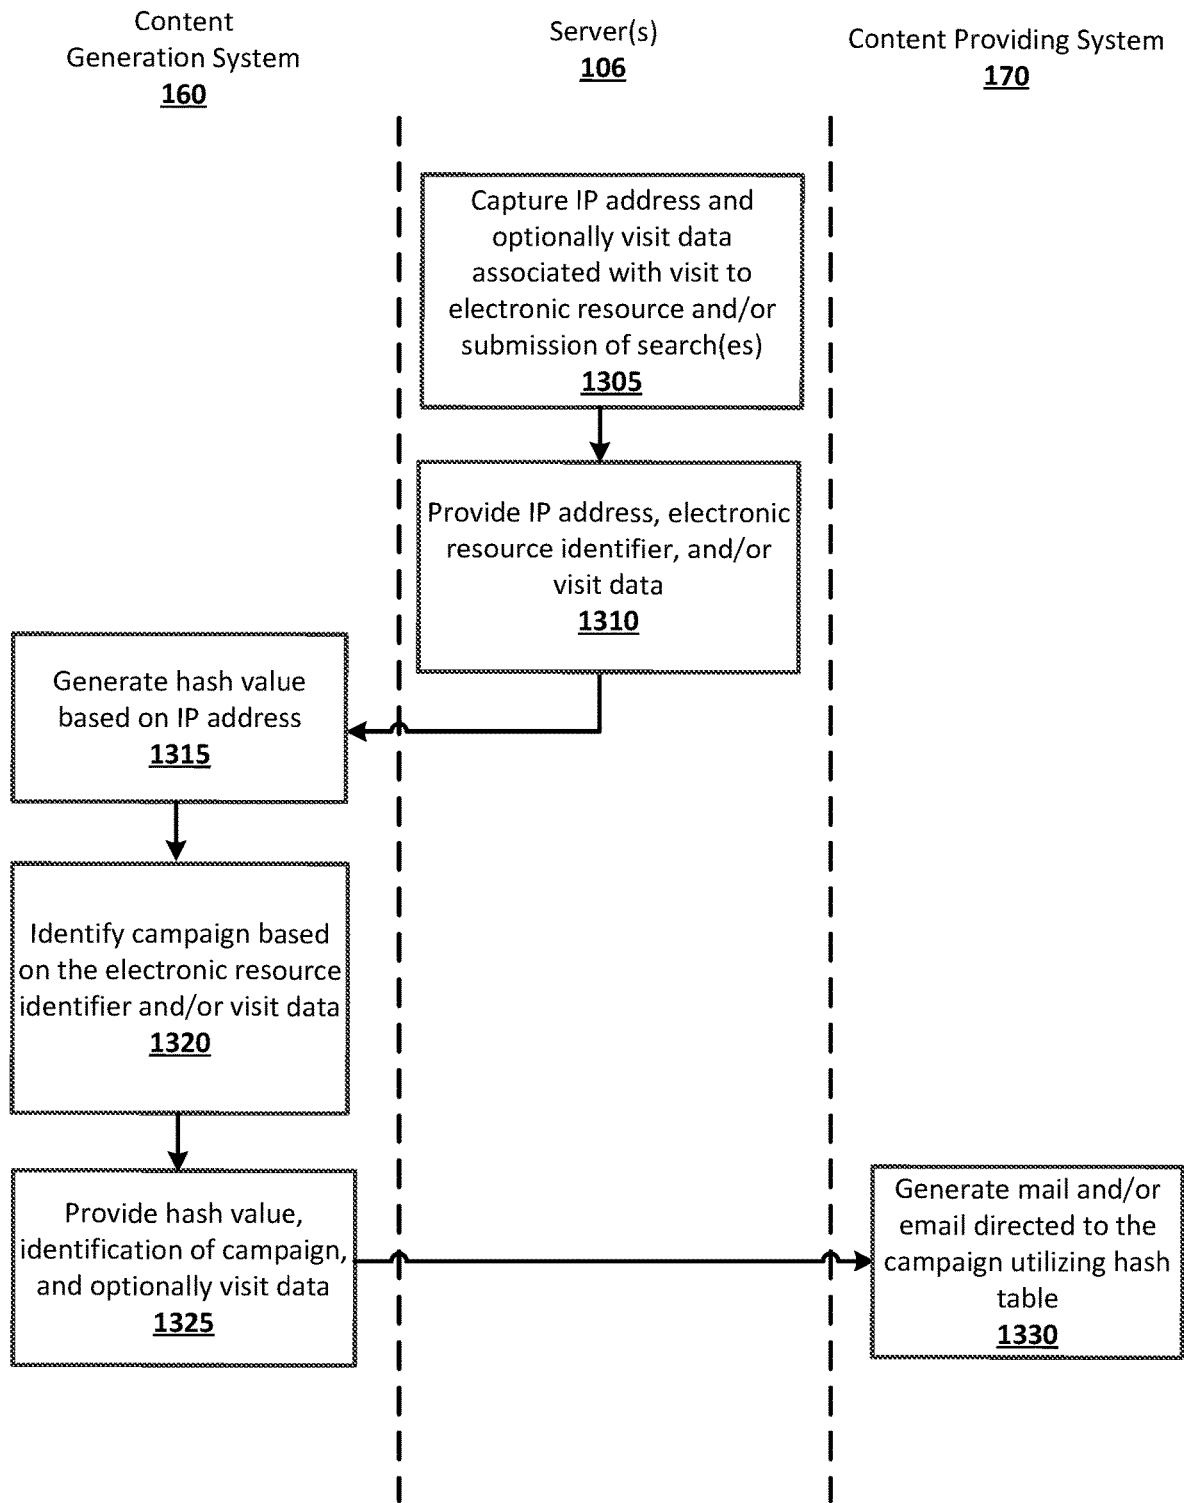 Content
Generation System
160
Server(s)
106
Content Providing System
170
Capture IP address and
optionally visit data
associated with visit to
electronic resource and/or
submission of search(es)
1305
Provide IP address, electronic
resource identifier, and/or
visit data
1310
Generate hash value
based on IP address
1315
Identify campaign based
on the electronic resource
identifier and/or visit data
1320
Provide hash value,
identification of campaign,
and optionally visit data
1325
Generate mail and/or
email directed to the
campaign utilizing hash
table
1330